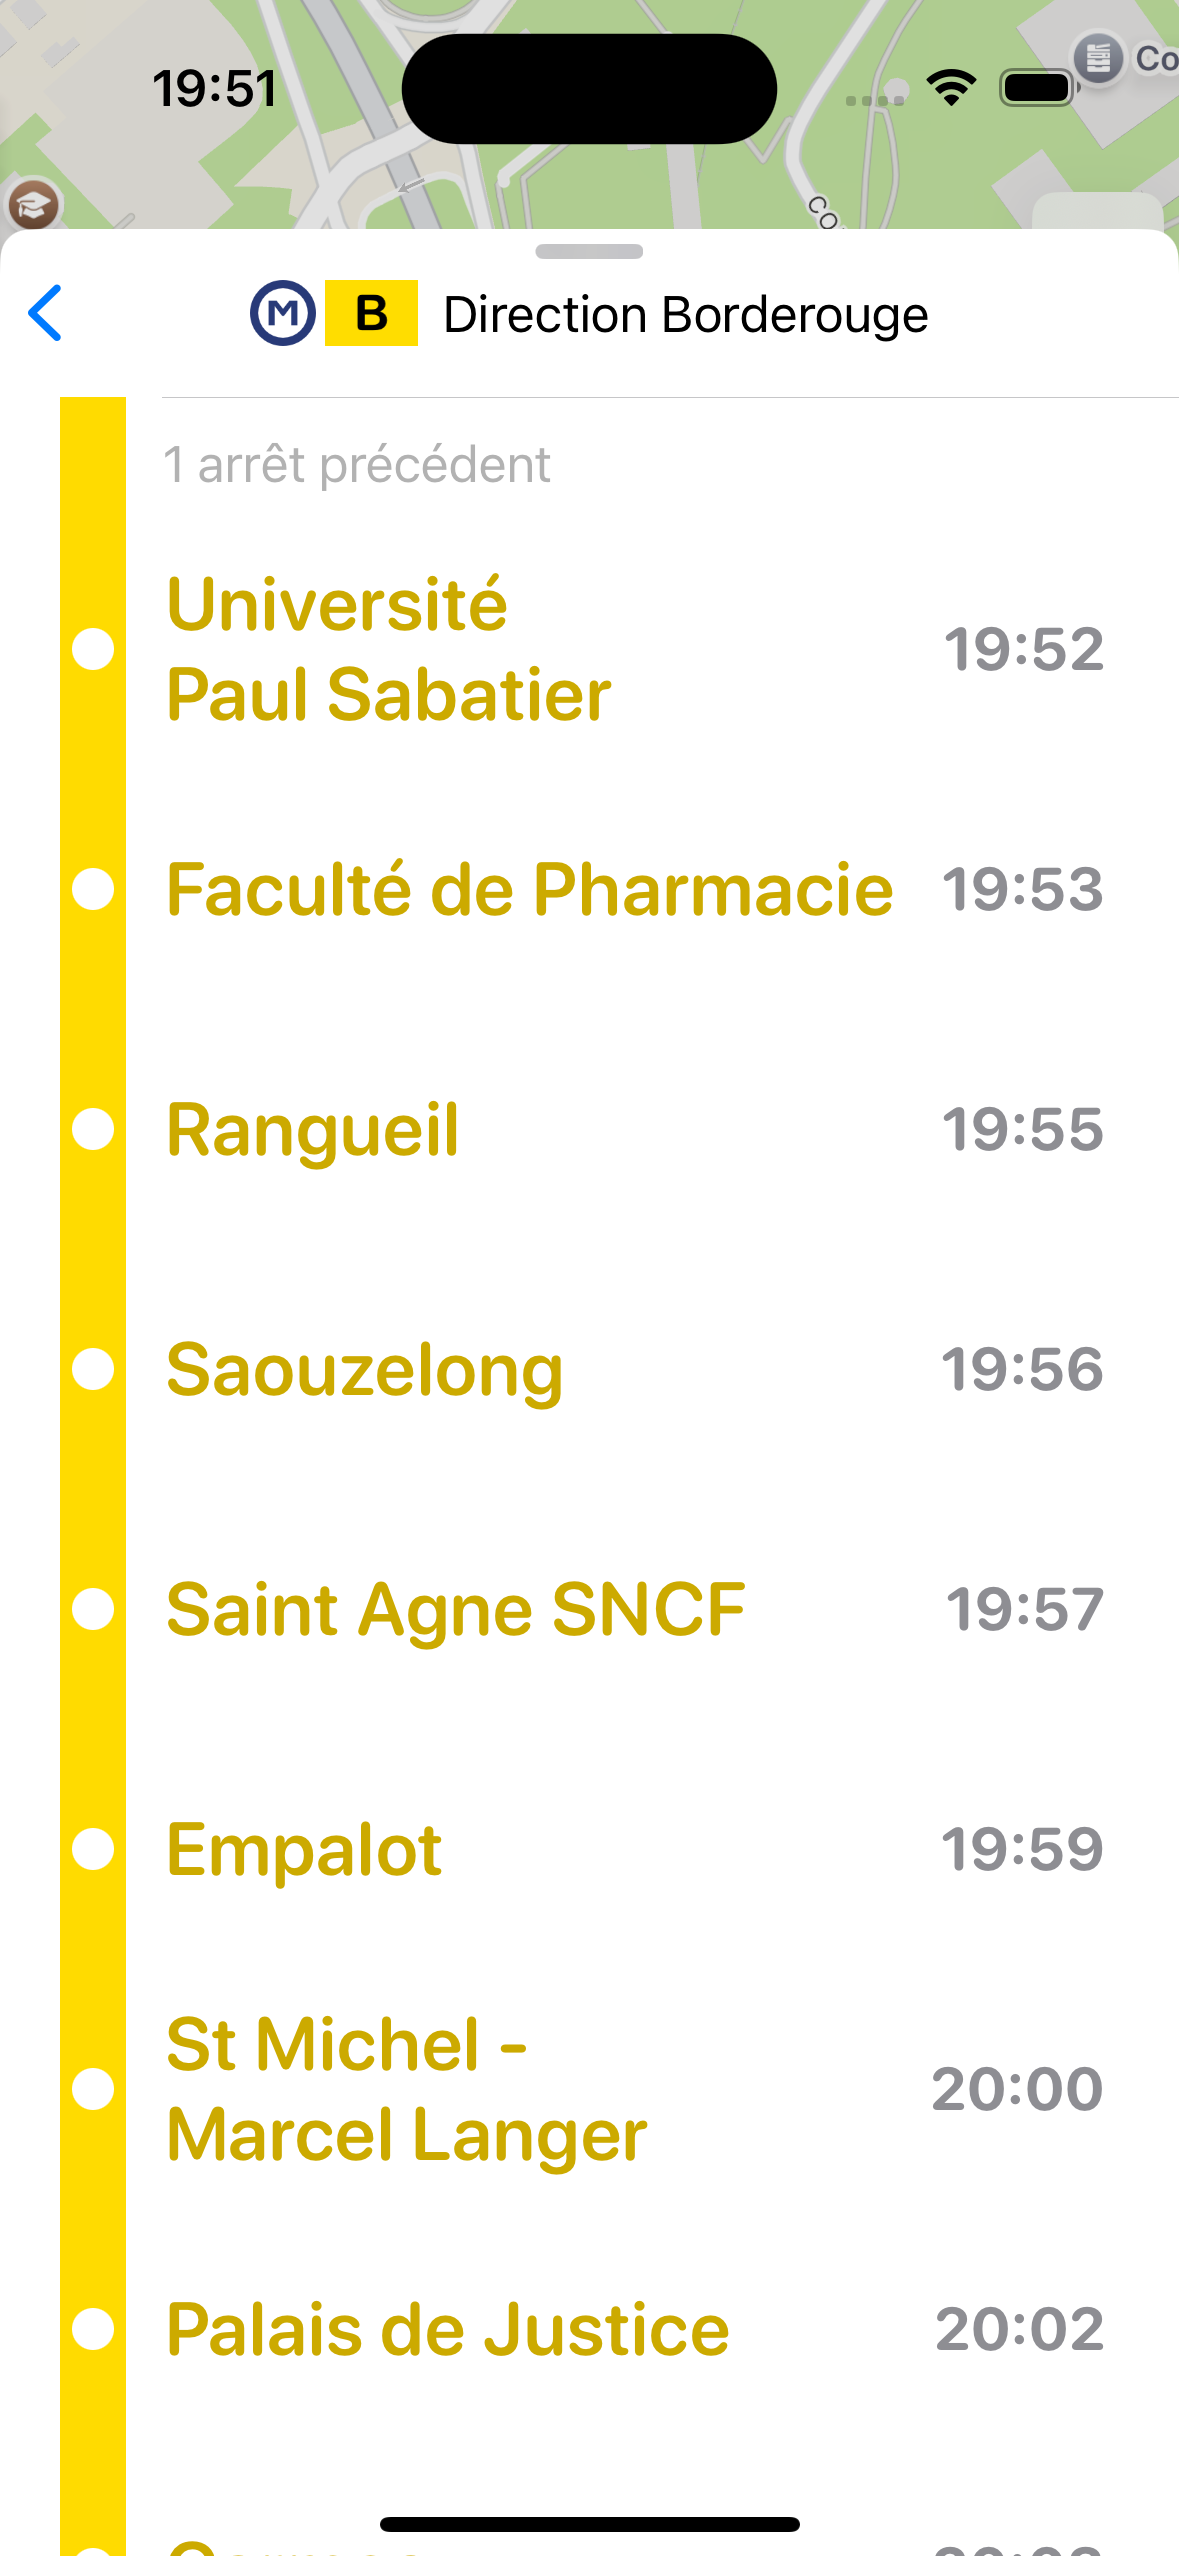 19:51
Co
CO
M B Direction Borderouge
1 arrêt précédent
Université
Paul Sabatier
19:52
Faculté de Pharmacie 19:53
Rangueil 19:55
Saouzelong 19:56
Saint Agne SNCF 19:57
Empalot 19:59
St Michel -
Marcel Langer
20:00
Palais de Justice 20:02